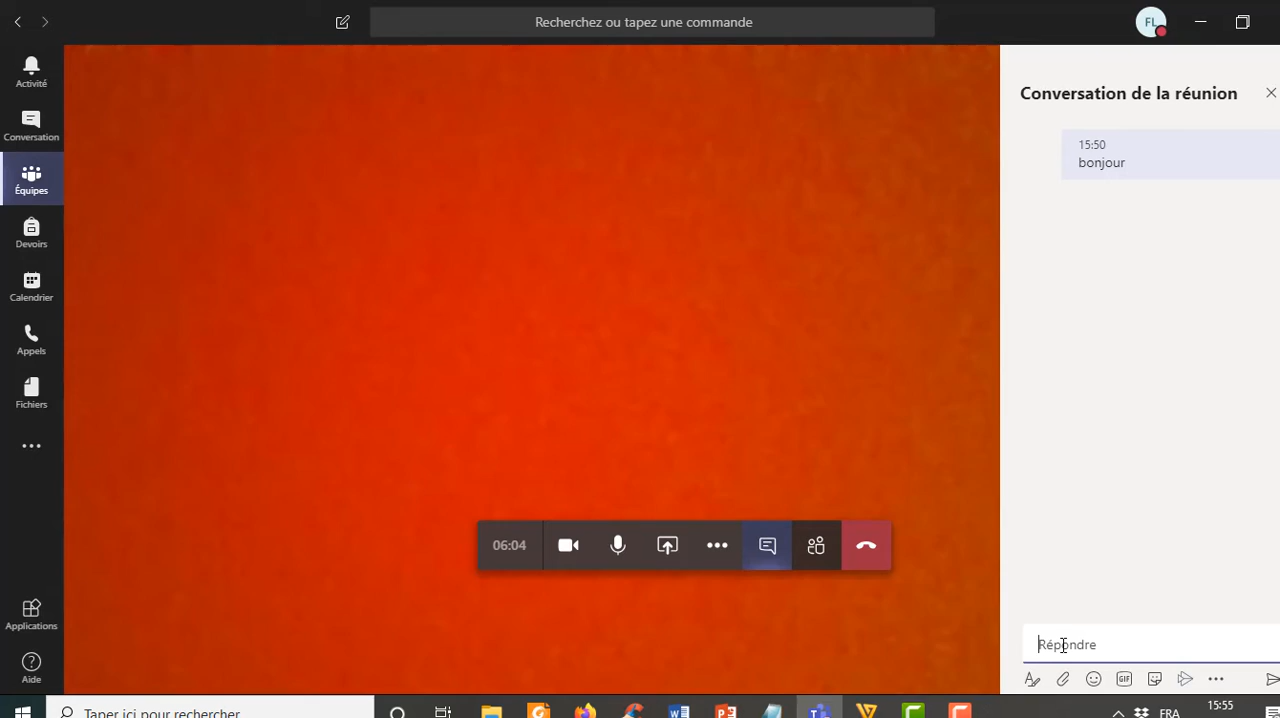 Recherchez ou tapez une commande
FL
Activité
Conversation
Équipes
Devoirs
Calendrier
Appels
Fichiers
Applications
Aide
06:04
Conversation de la réunion
15:50
bonjour
Répondre
GIF
Taper ici pour rechercher
FRA
15:55